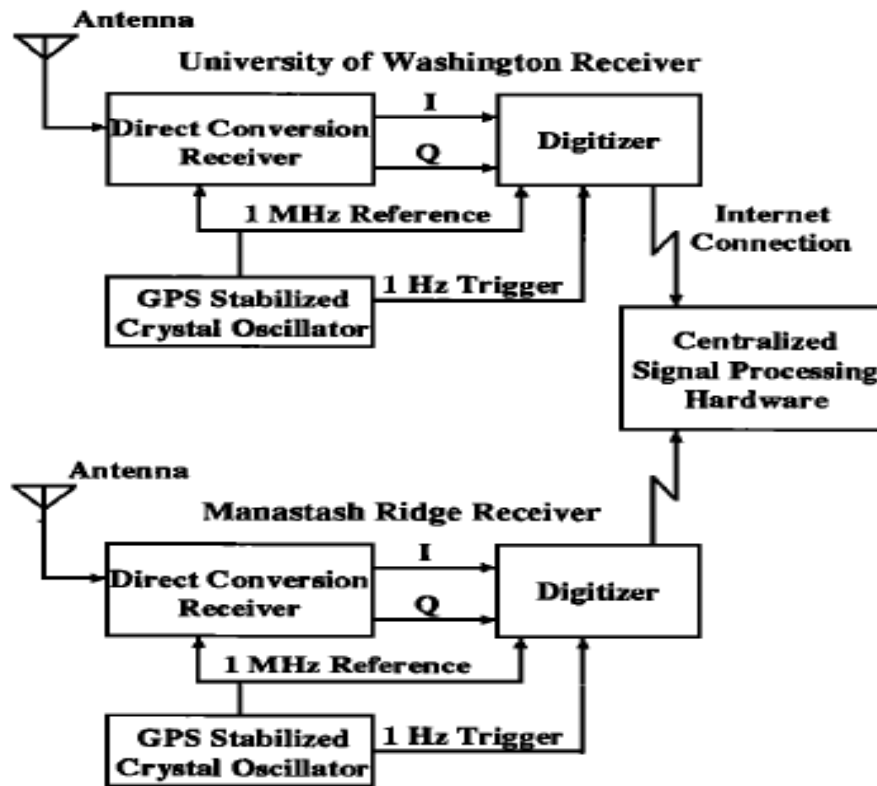 Antenna
University of Washington Receiver
Direct Conversion
Receiver
I
Q
Digitizer
1 MHz Reference
Internet
Connection
GPS Stabilized
Crystal Oscillator
1 Hz Trigger
Centralized
Signal Processing
Hardware
Antenna
Manastash Ridge Receiver
Direct Conversion
Receiver
I
Q
Digitizer
1 MHz Reference
GPS Stabilized
Crystal Oscillator
1 Hz Trigger